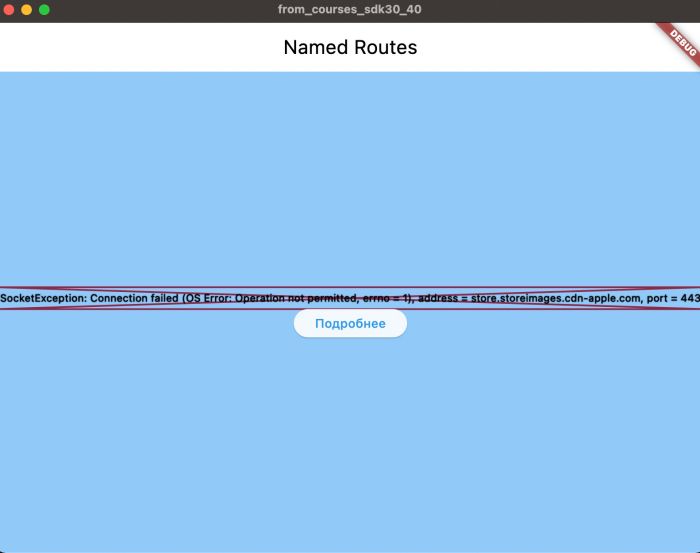 from_courses_sdk30_40
Named Routes
DEBUG
SocketException: Connection failed (OS Error: Operation not permitted, errno = 1), address = store.storeimages.cdn-apple.com, port = 443
Подробнее